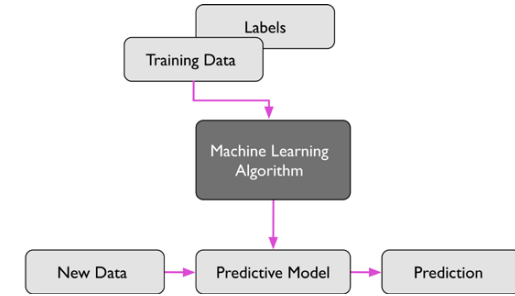 Labels
Training Data
Machine Learning
Algorithm
New Data
Predictive Model
Prediction